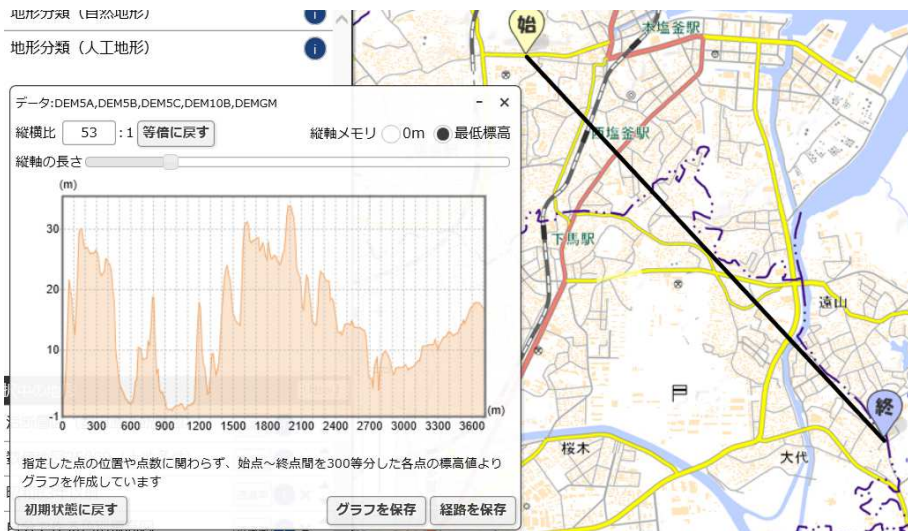 地形分類（自然地形）
i
地形分類（人工地形）
i
データ:DEM5A,DEM5B,DEM5C,DEM10B,DEMGM
- ×
縦横比 53 : 1 等倍に戻す 縦軸メモリ 0m 最低標高
縦軸の長さ
(m)
30
20
10
-1
0 300 600 900 1200 1500 1800 2100 2400 2700 3000 3300 3600
(m)
指定した点の位置や点数に関わらず、始点～終点間を300等分した各点の標高値より
グラフを作成しています
初期状態に戻す グラフを保存 経路を保存
始
本塩釜駅
西塩釜駅
下馬駅
遠山
終
桜木
大代